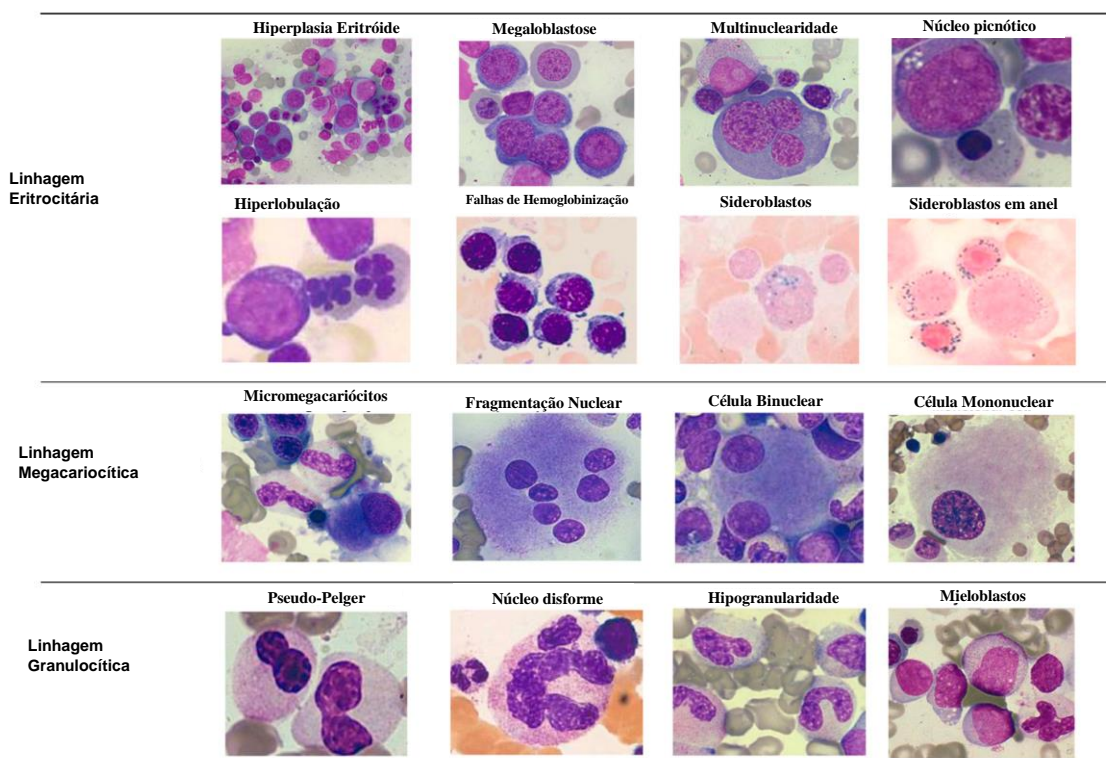 Hiperplasia Eritróide
Megaloblastose
Multinuclearidade
Núcleo picnótico
Linhagem
Eritrocitária
Hiperlobulação
Falhas de Hemoglobinização
Sideroblastos
Sideroblastos em anel
Micromegacariócitos
Fragmentação Nuclear
Célula Binuclear
Célula Mononuclear
Linhagem
Megacariocítica
Pseudo-Pelger
Núcleo disforme
Hipogranularidade
Mieloblastos
Linhagem
Granulocítica